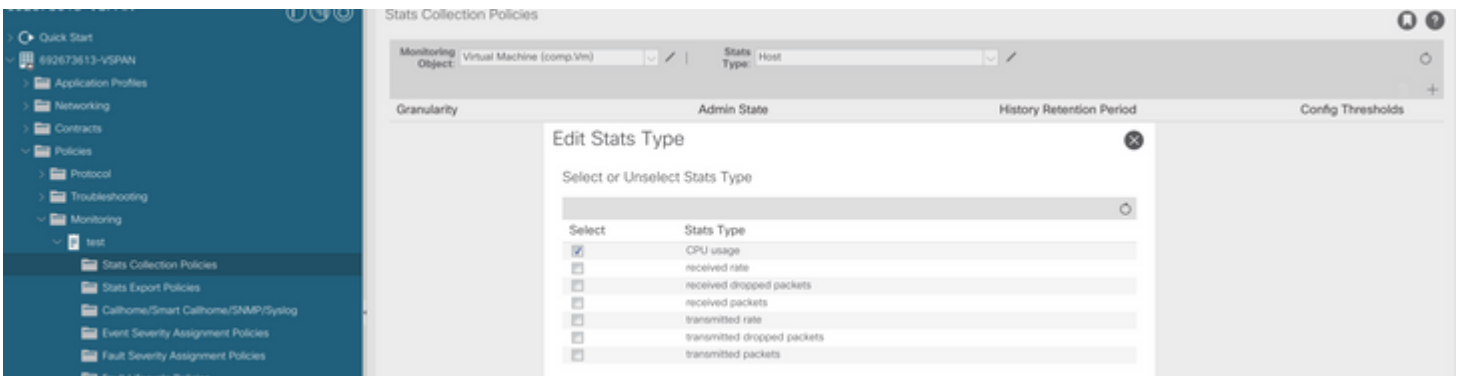 Stats Collection Policies
Quick Start
692673613-VSPAN
Application Profiles
Networking
Contracts
Policies
Protocol
Troubleshooting
Monitoring
test
Stats Collection Policies
Stats Export Policies
Callhome/Smart Callhome/SNMP/Syslog
Event Severity Assignment Policies
Fault Severity Assignment Policies
Monitoring Object: Virtual Machine (comp.Vm) Stats Type: Host
Granularity Admin State History Retention Period Config Thresholds
Edit Stats Type
Select or Unselect Stats Type
Select Stats Type
CPU usage
received rate
received dropped packets
received packets
transmitted rate
transmitted dropped packets
transmitted packets